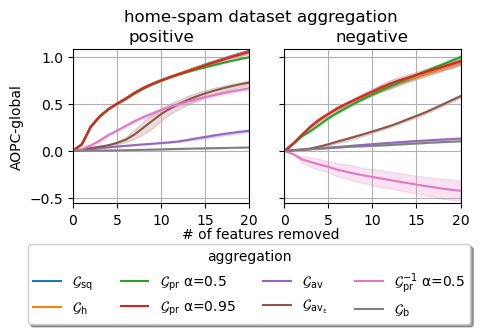 home-spam dataset aggregation
positive
negative
AOPC-global
1.0
0.5
0.0
−0.5
0 5 10 15 20
0 5 10 15 20
# of features removed
aggregation
𝒢sq
𝒢h
𝒢pr α=0.5
𝒢pr α=0.95
𝒢av
𝒢avε
𝒢pr⁻¹ α=0.5
𝒢b